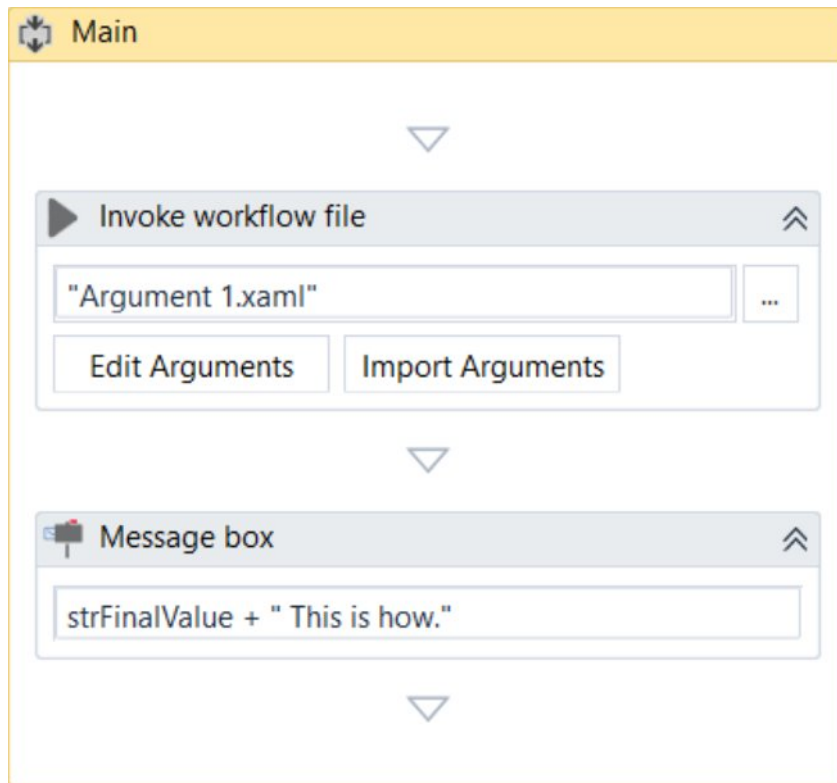 Main
Invoke workflow file
"Argument 1.xaml"
...
Edit Arguments Import Arguments
Message box
strFinalValue + " This is how."